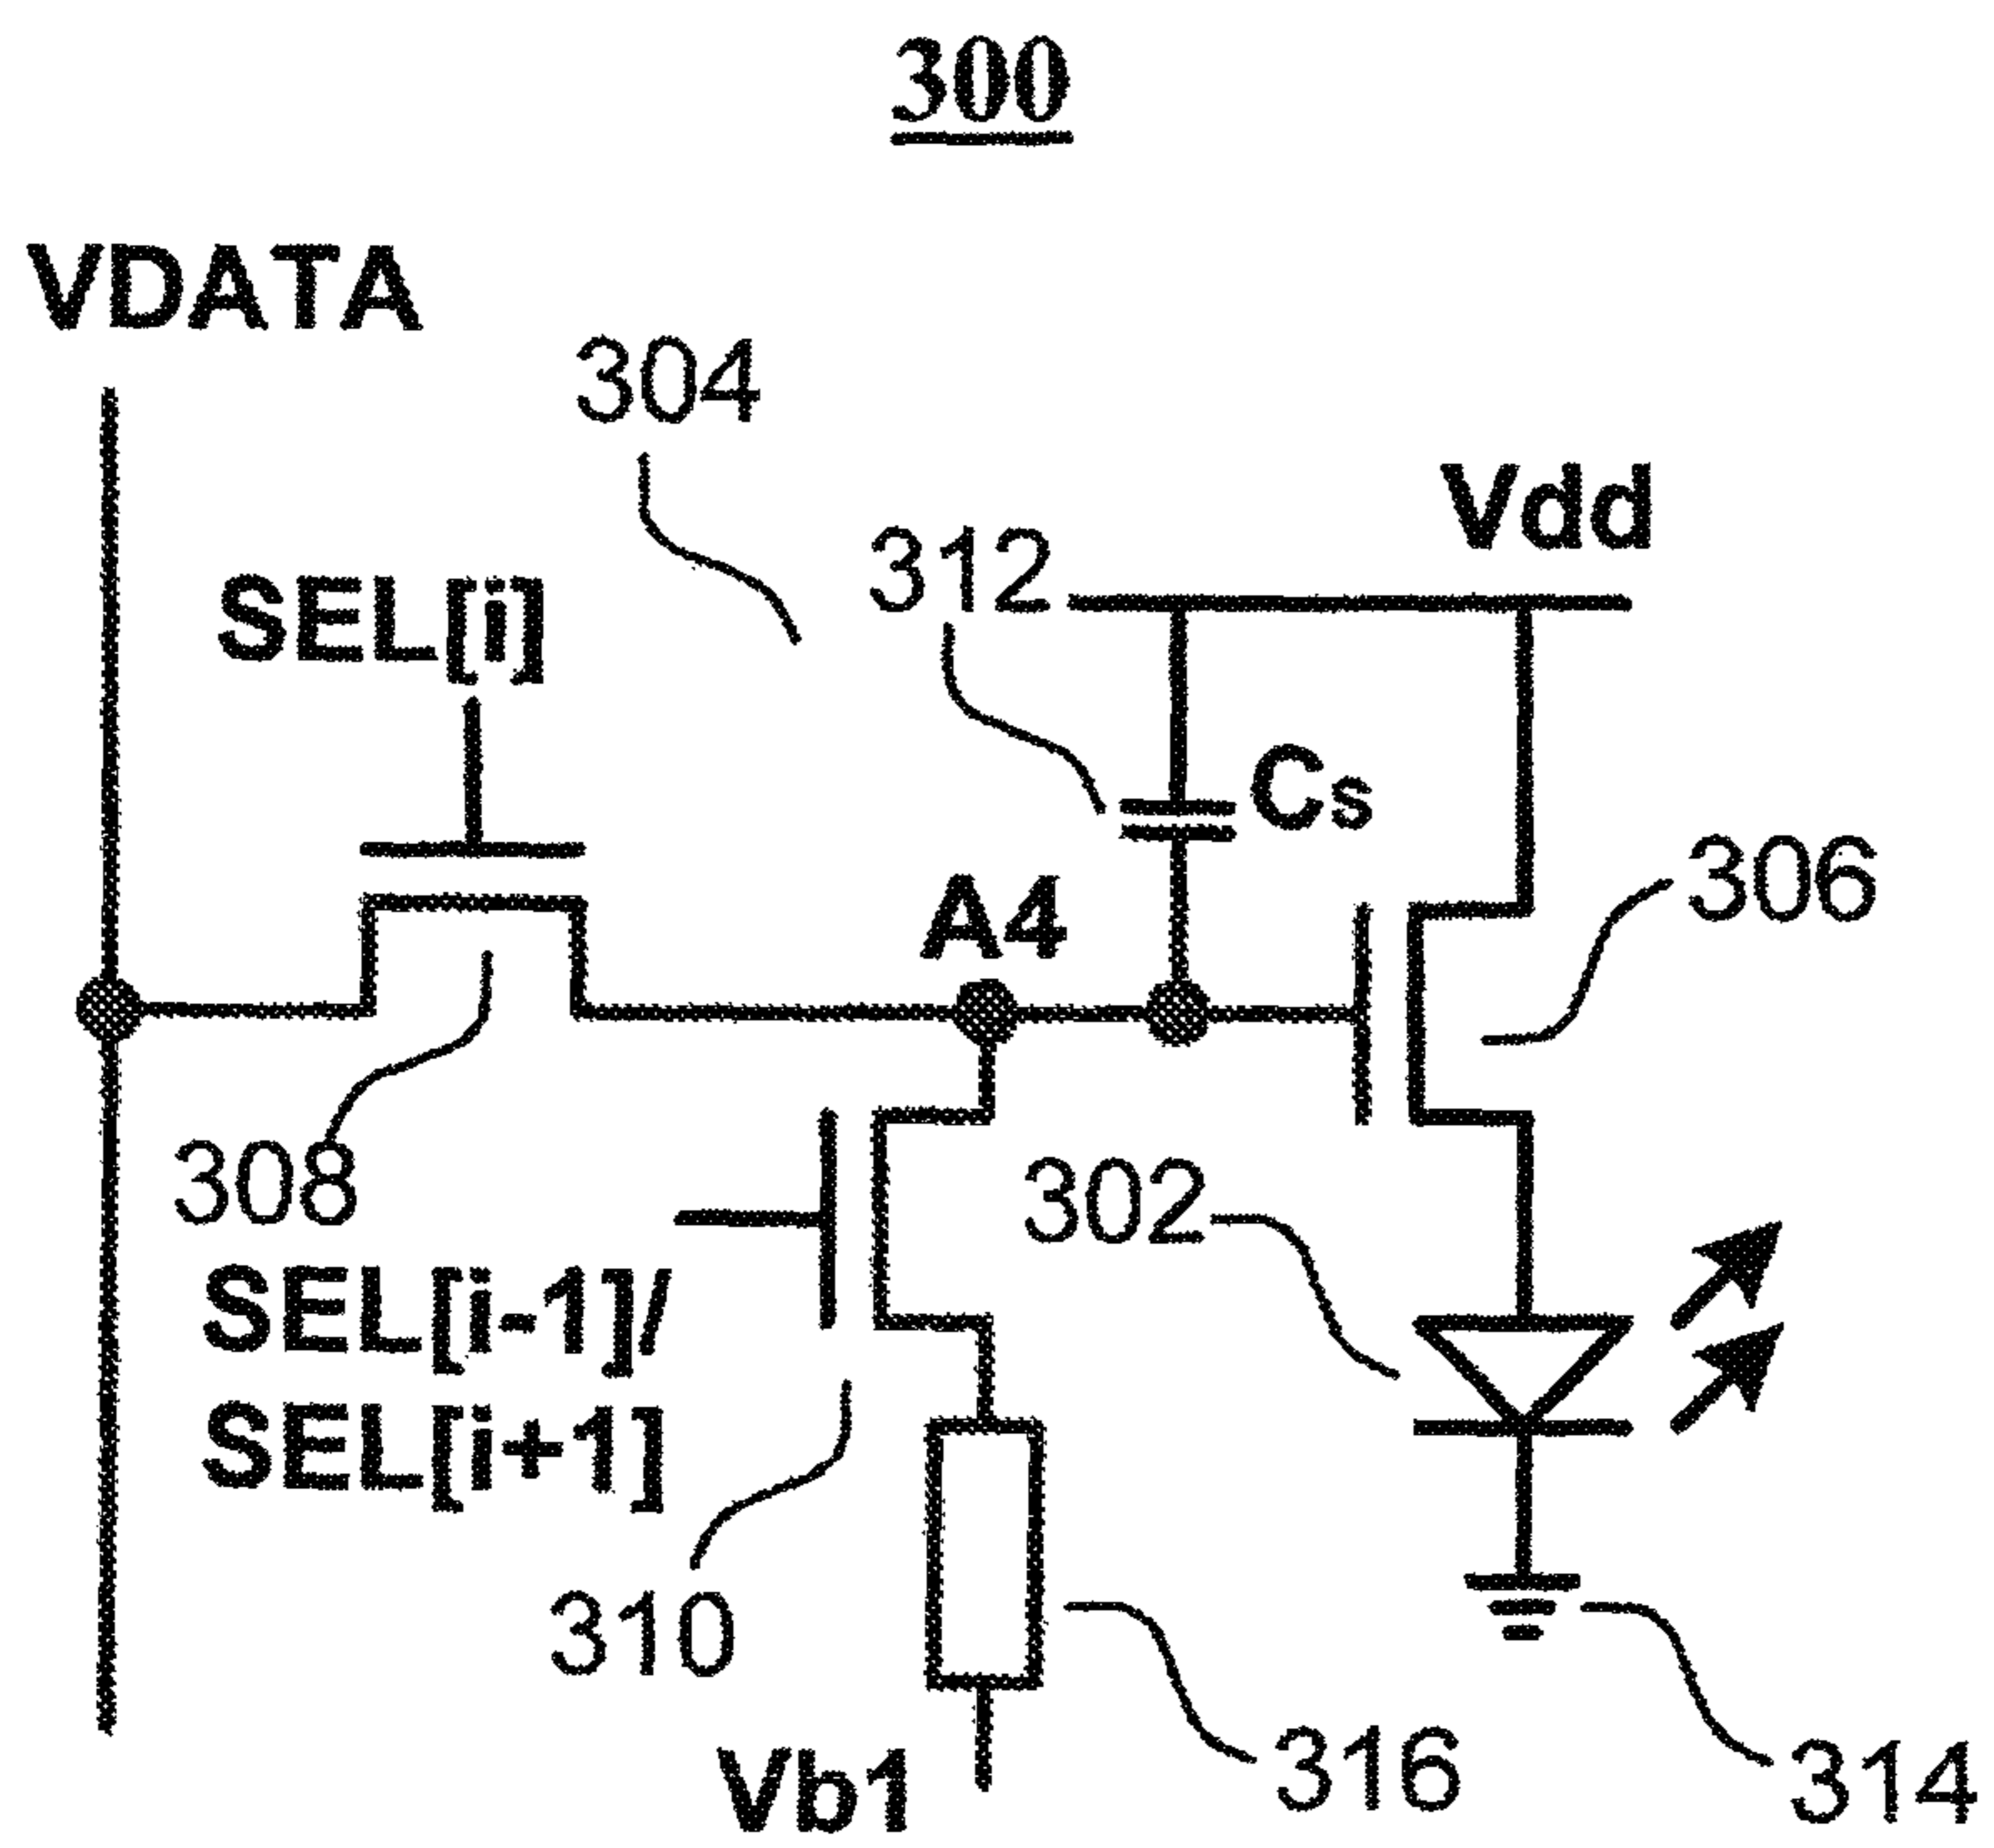 300
VDATA
304
Vdd
312
SEL[i]
Cs
306
A4
308
302
SEL[i-1]/
SEL[i+1]
310
316
314
Vb1